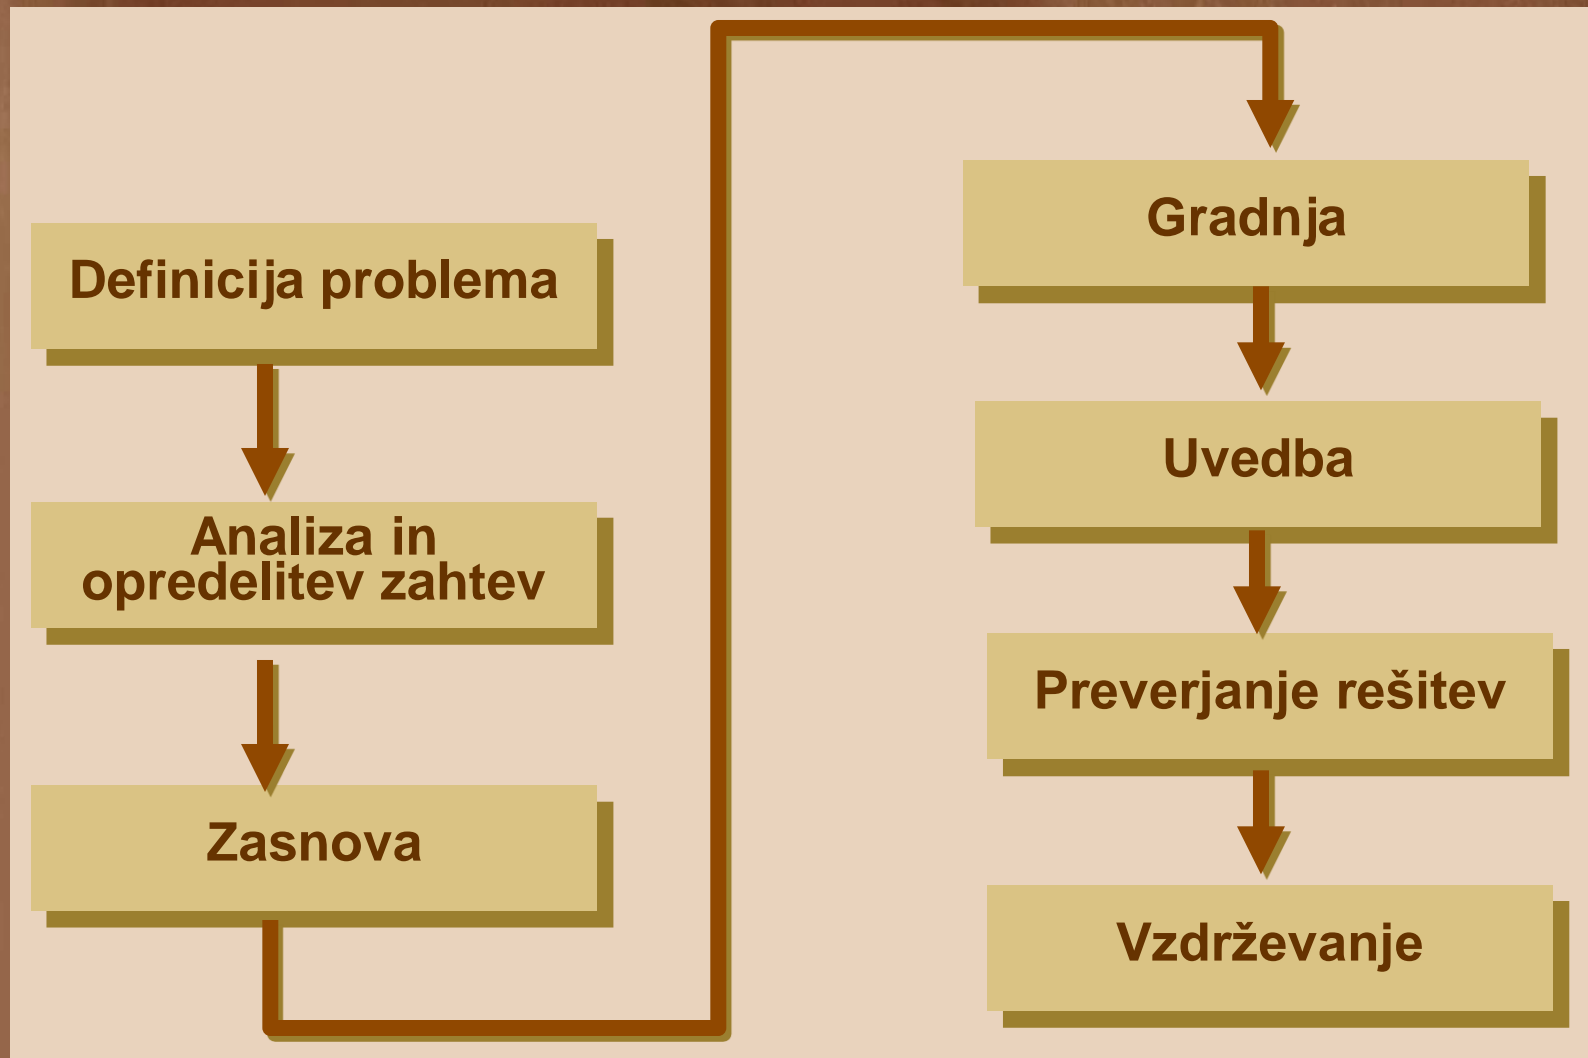 Definicija problema
Analiza in
opredelitev zahtev
Zasnova
Gradnja
Uvedba
Preverjanje rešitev
Vzdrževanje